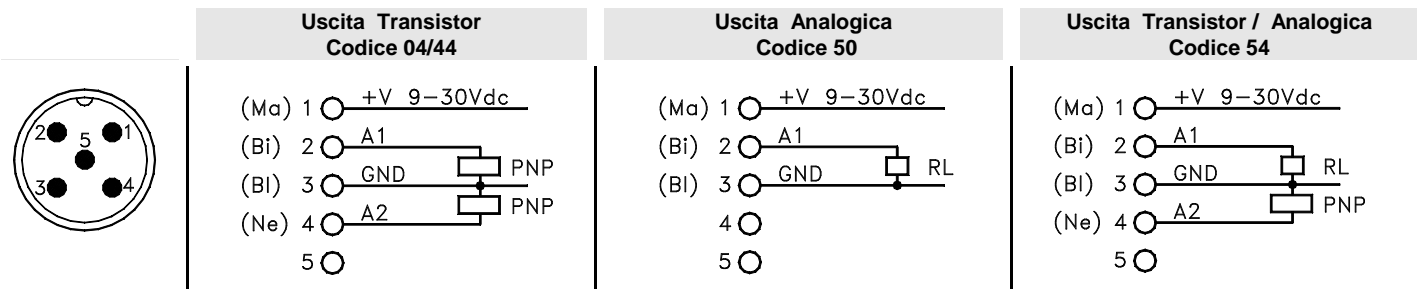 Uscita Transistor
Codice 04/44
Uscita Analogica
Codice 50
Uscita Transistor / Analogica
Codice 54
2 5 1
3 4
(Ma) 1 +V 9-30Vdc
(Bi) 2 A1
PNP
(Bl) 3 GND
PNP
(Ne) 4 A2
5
(Ma) 1 +V 9-30Vdc
(Bi) 2 A1
RL
(Bl) 3 GND
4
5
(Ma) 1 +V 9-30Vdc
(Bi) 2 A1
RL
(Bl) 3 GND
PNP
(Ne) 4 A2
5